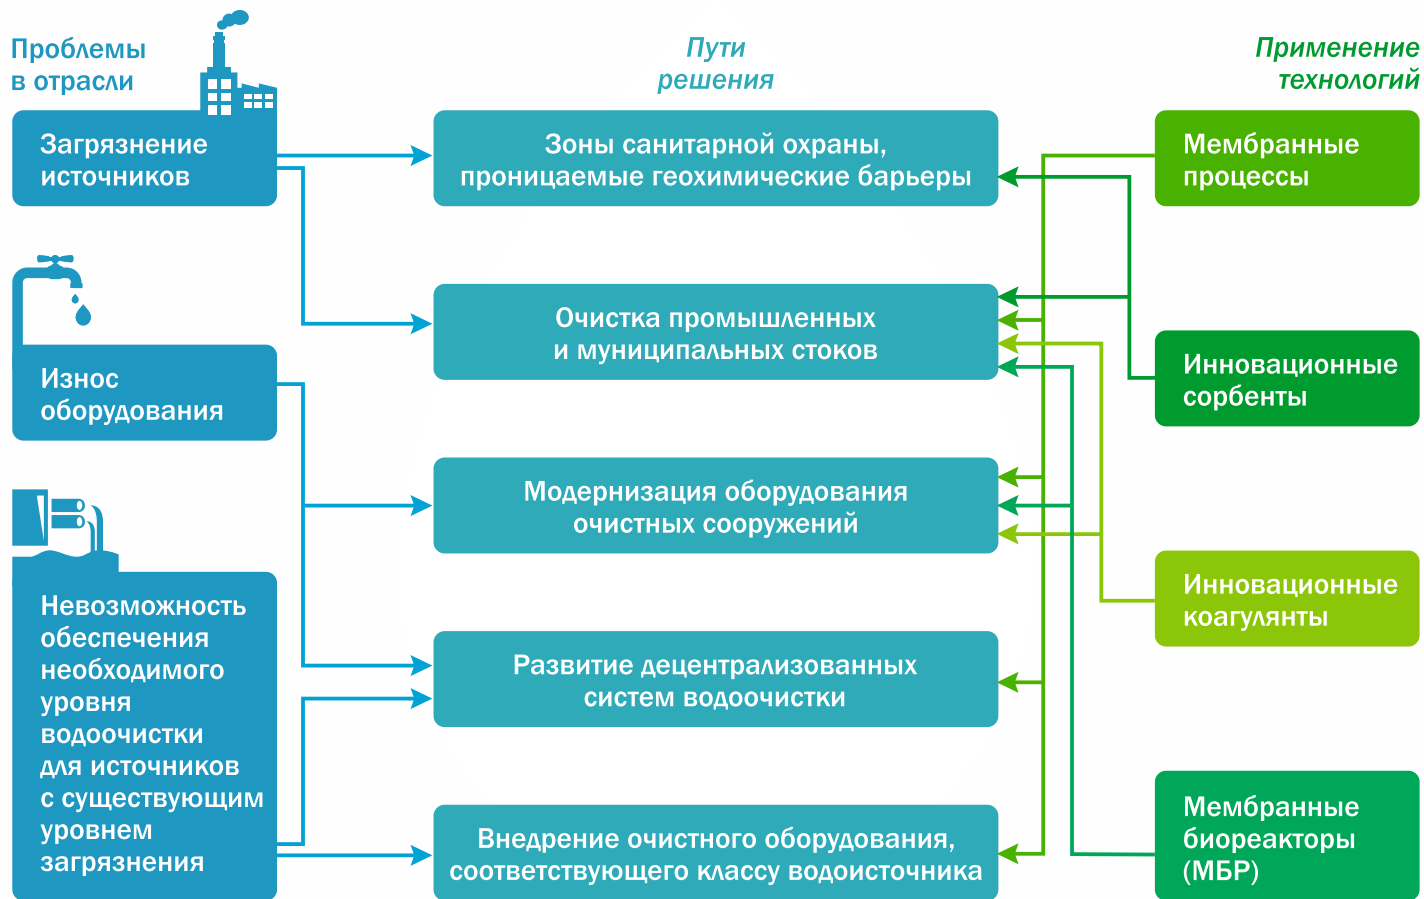 Проблемы
в отрасли
Пути
решения
Применение
технологий
Загрязнение
источников
Износ
оборудования
Невозможность
обеспечения
необходимого
уровня
водоочистки
для источников
с существующим
уровнем
загрязнения
Зоны санитарной охраны,
проницаемые геохимические барьеры
Очистка промышленных
и муниципальных стоков
Модернизация оборудования
очистных сооружений
Развитие децентрализованных
систем водоочистки
Внедрение очистного оборудования,
соответствующего классу водоисточника
Мембранные
процессы
Инновационные
сорбенты
Инновационные
коагулянты
Мембранные
биореакторы
(МБР)